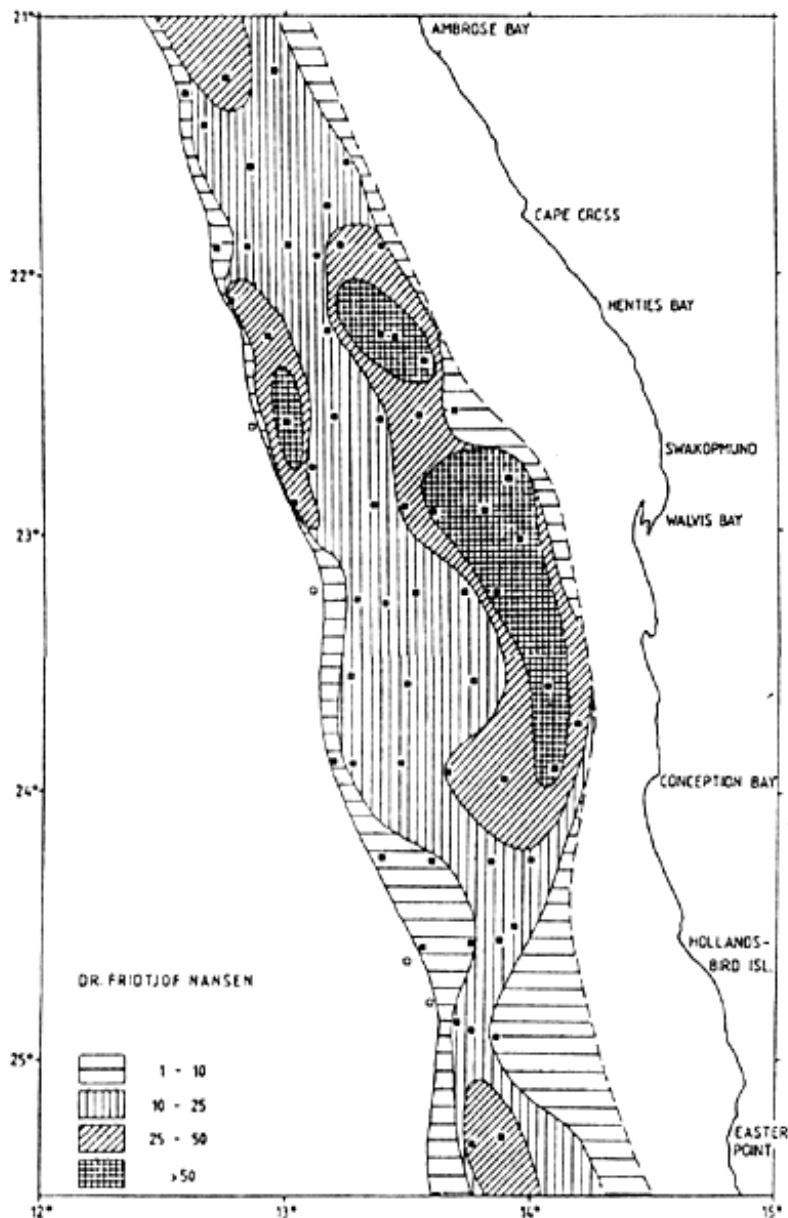 21°
AMBROSE BAY
CAPE CROSS
22°
HENTIES BAY
SWAKOPMUND
23°
WALVIS BAY
24°
CONCEPTION BAY
HOLLANDS-
BIRD ISL.
DR. FRIDTJOF NANSEN
25°
1 - 10
10 - 25
25 - 50
>50
EASTER
POINT
12°
13°
14°
15°